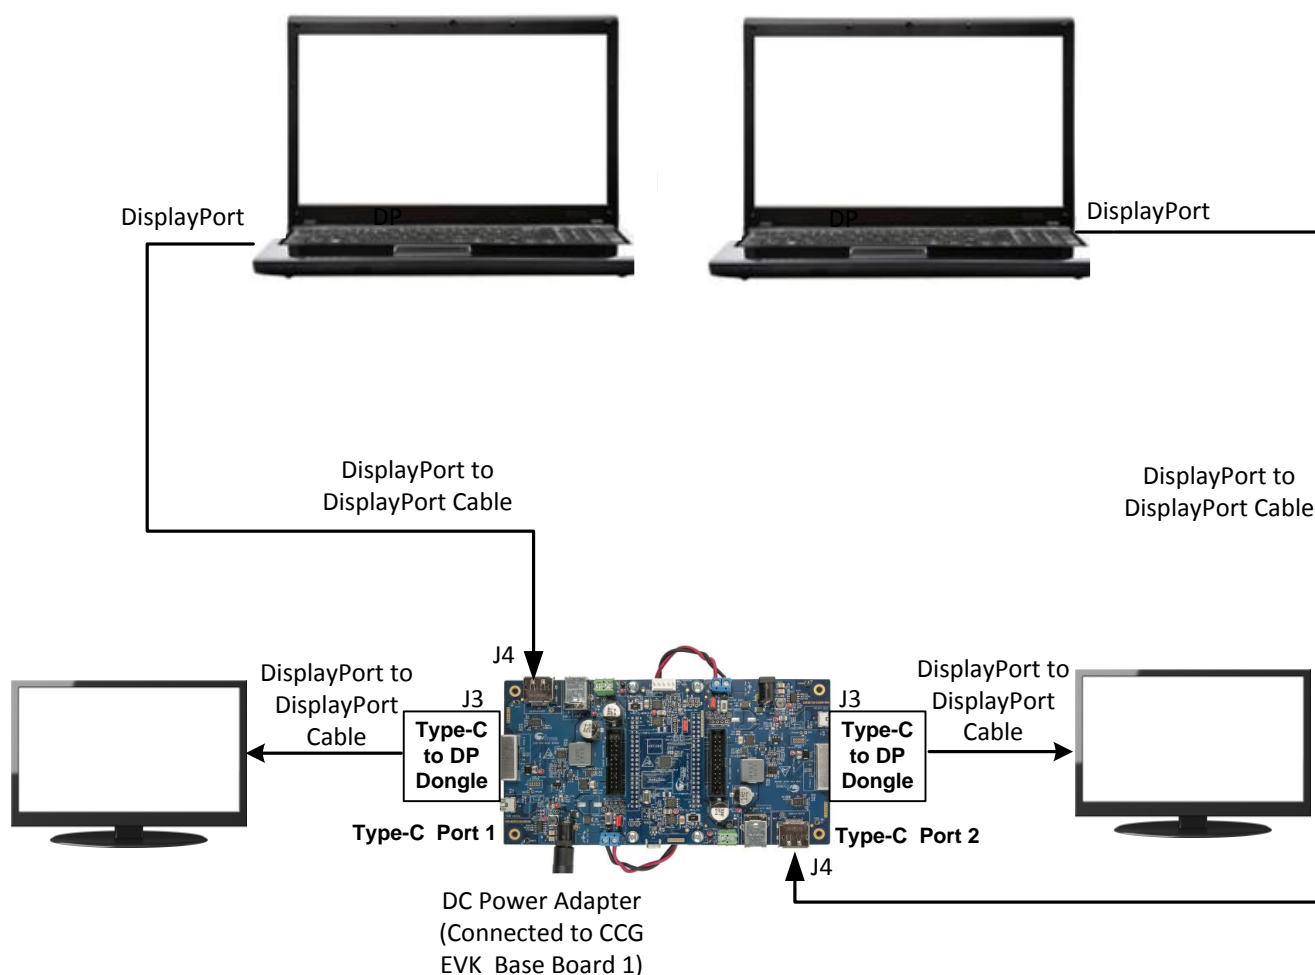 DP
DP
DisplayPort
DisplayPort
DisplayPort to
DisplayPort Cable
DisplayPort to
DisplayPort Cable
J4
DisplayPort to
DisplayPort
Cable
J3
Type-C
to DP
Dongle
J3
Type-C
to DP
Dongle
DisplayPort to
DisplayPort
Cable
Type-C Port 1
Type-C Port 2
J4
DC Power Adapter
(Connected to CCG
EVK Base Board 1)